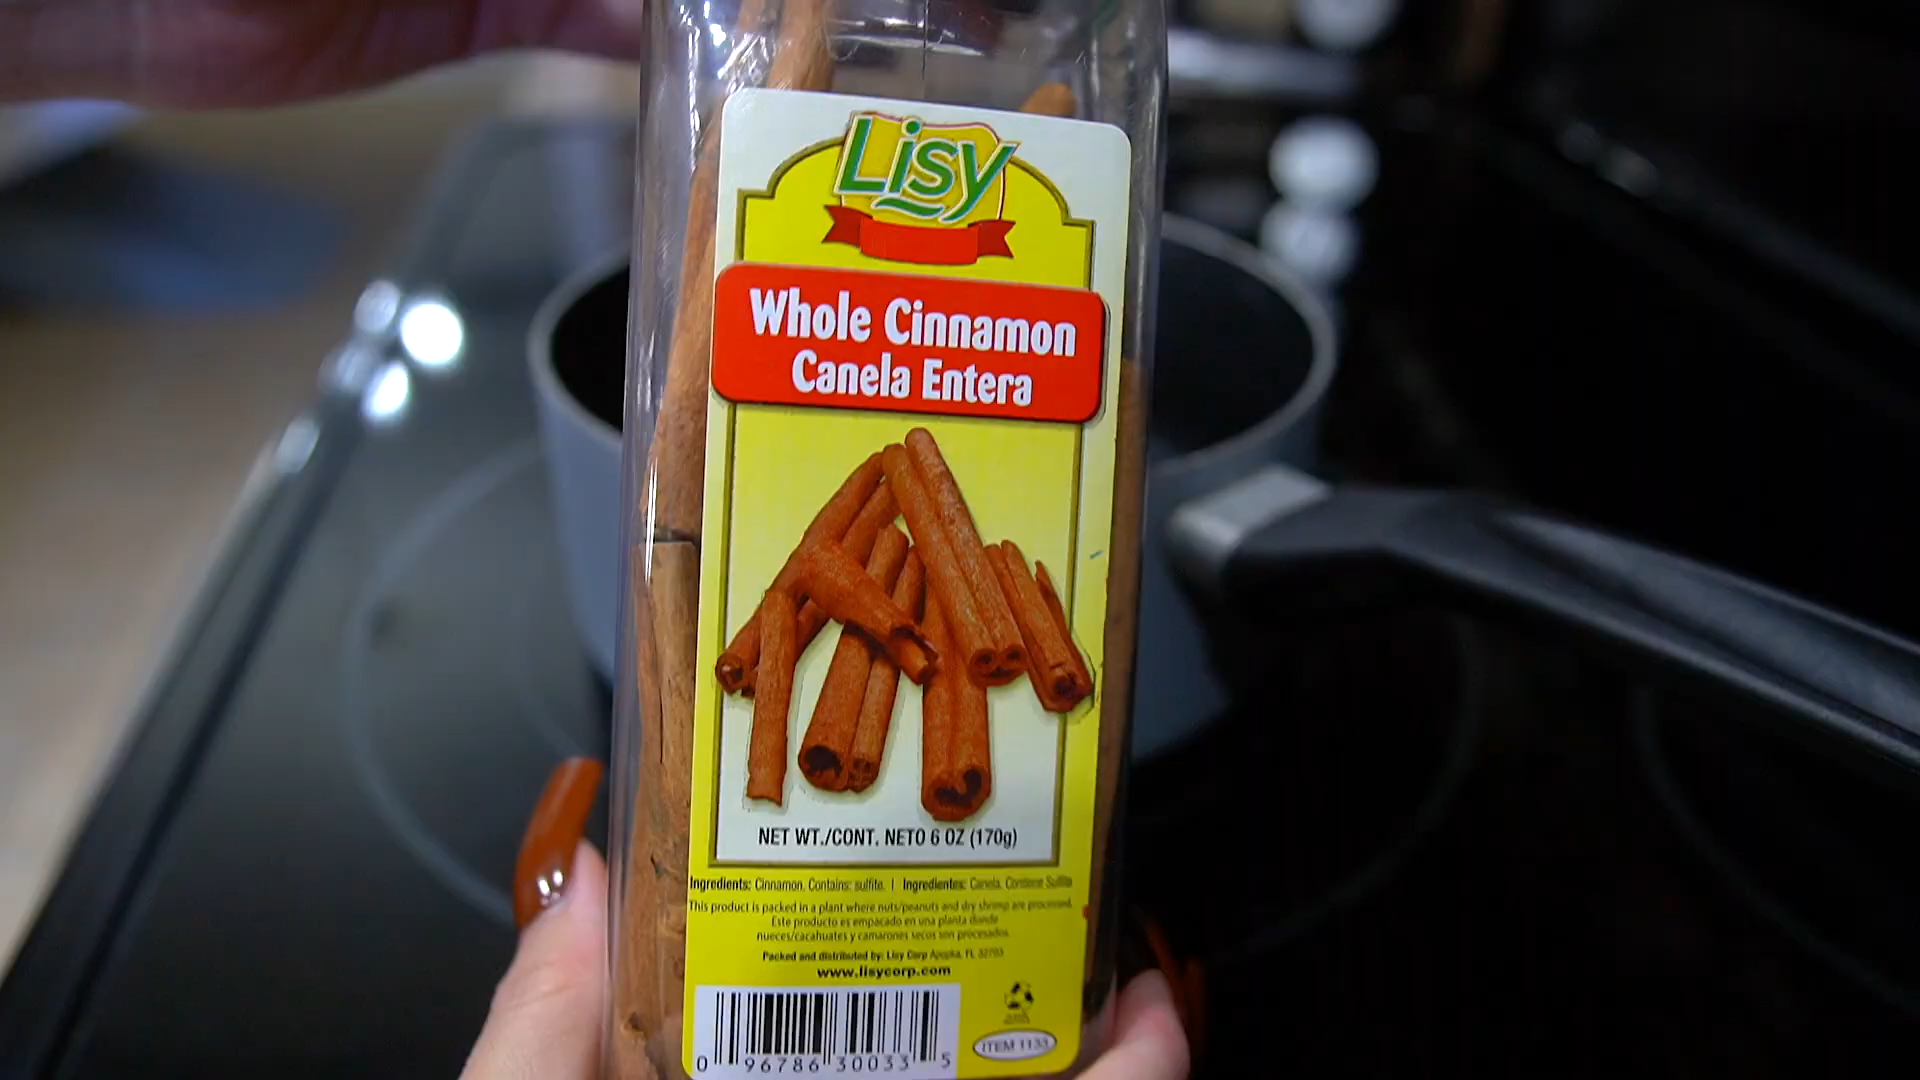 Lisy
Whole Cinnamon
Canela Entera
NET WT./CONT. NETO 6 OZ (170g)
Ingredients: Cinnamon. Contains: sulfite. | Ingredientes: Canela. Contiene Sulfito
This product is packed in a plant where nuts/peanuts and dry shrimp are processed.
Este producto es empacado en una planta donde
nueces/cacahuates y camarones secos son procesados.
Packed and distributed by: Lisy Corp Apopka, FL 32703
www.lisycorp.com
0 96786 30033 5
ITEM 1133